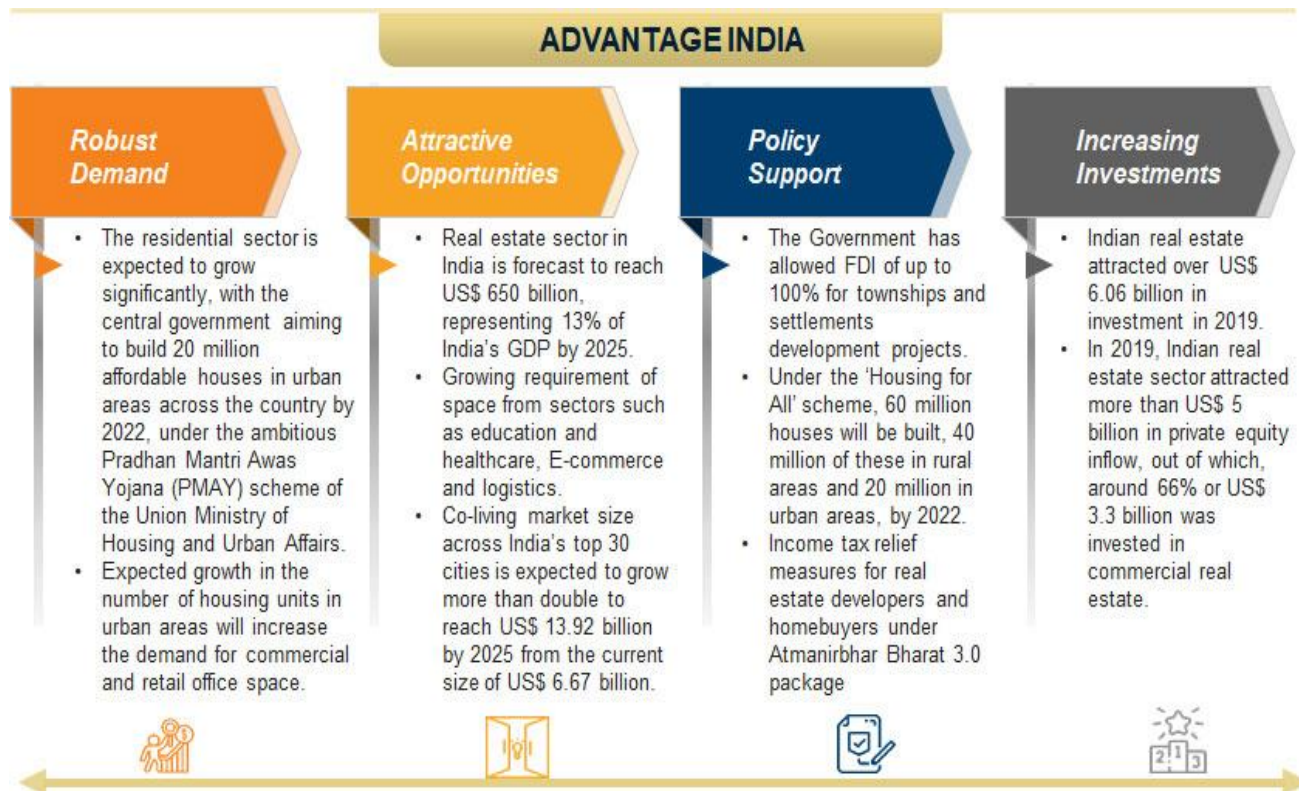 ADVANTAGE INDIA
Robust
Demand
• The residential sector is
expected to grow
significantly, with the
central government aiming
to build 20 million
affordable houses in urban
areas across the country by
2022, under the ambitious
Pradhan Mantri Awas
Yojana (PMAY) scheme of
the Union Ministry of
Housing and Urban Affairs.
• Expected growth in the
number of housing units in
urban areas will increase
the demand for commercial
and retail office space.
Attractive
Opportunities
• Real estate sector in
India is forecast to reach
US$ 650 billion,
representing 13% of
India's GDP by 2025.
• Growing requirement of
space from sectors such
as education and
healthcare, E-commerce
and logistics.
• Co-living market size
across India's top 30
cities is expected to grow
more than double to
reach US$ 13.92 billion
by 2025 from the current
size of US$ 6.67 billion.
Policy
Support
• The Government has
allowed FDI of up to
100% for townships and
settlements
development projects.
• Under the ‘Housing for
All’ scheme, 60 million
houses will be built, 40
million of these in rural
areas and 20 million in
urban areas, by 2022.
• Income tax relief
measures for real
estate developers and
homebuyers under
Atmanirbhar Bharat 3.0
package
Increasing
Investments
• Indian real estate
attracted over US$
6.06 billion in
investment in 2019.
• In 2019, Indian real
estate sector attracted
more than US$ 5
billion in private equity
inflow, out of which,
around 66% or US$
3.3 billion was
invested in
commercial real
estate.
2 1 3